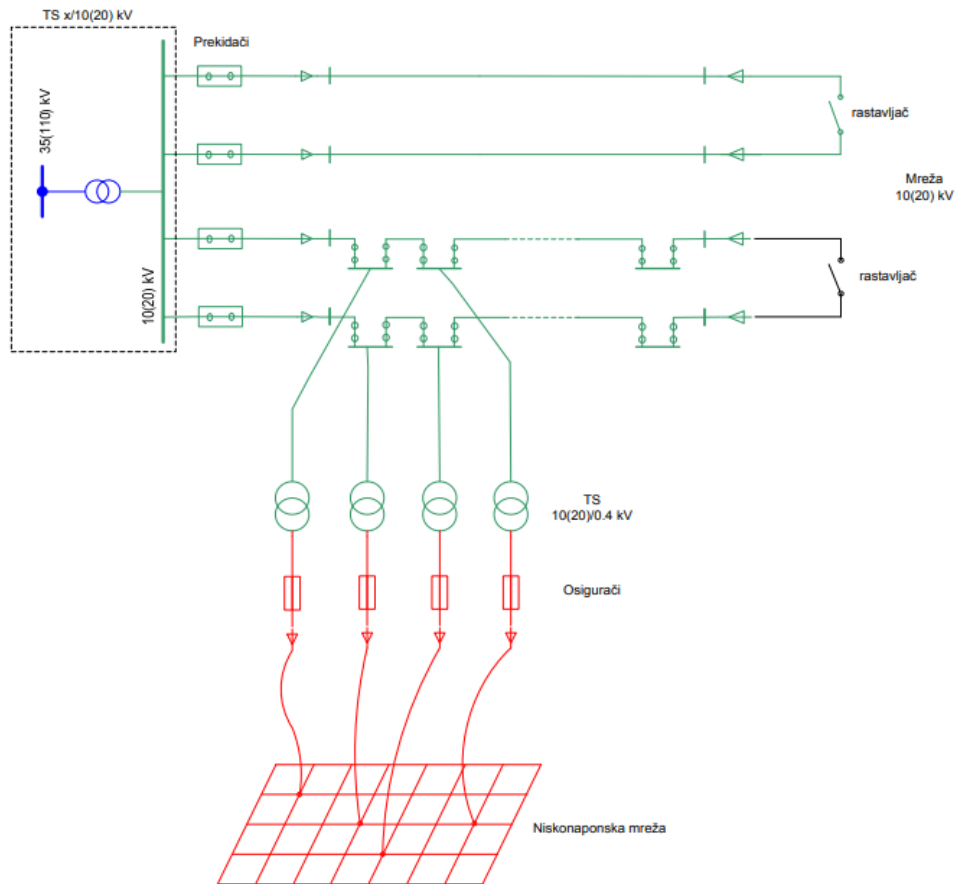 TS x/10(20) kV
Prekidači
35(110) kV
rastavljač
Mreža
10(20) kV
10(20) kV
rastavljač
TS
10(20)/0.4 kV
Osigurači
Niskonaponska mreža